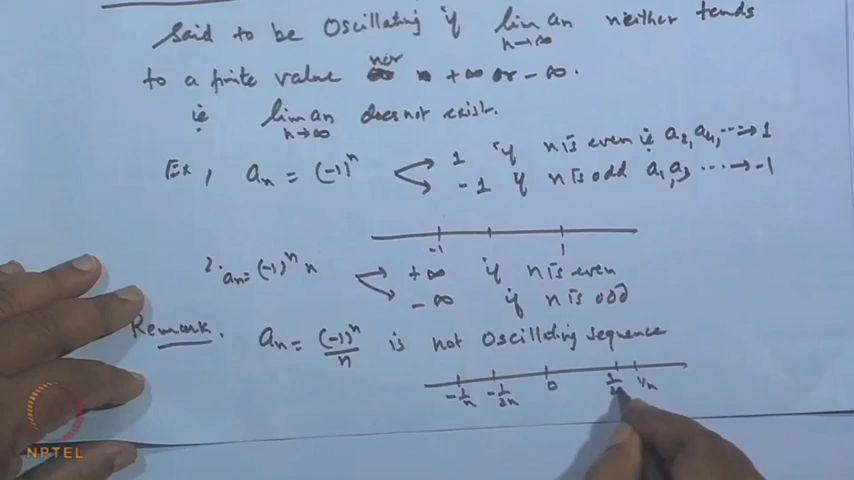 said to be Oscillating if lim an neither tends
n→∞
to a finite value nor +∞ or -∞.
ie lim an does not exist.
n→∞
Ex 1 an = (-1)^n 1 if n is even ie a2, a4, ... → 1
-1 if n is odd a1, a3 ... → -1
-1 1
2. an = (-1)^n n +∞ if n is even
-∞ if n is odd
Remark. an = (-1)^n/n is not Oscillating sequence
-1/n -1/2n 0 1/2n 1/n
NPTEL